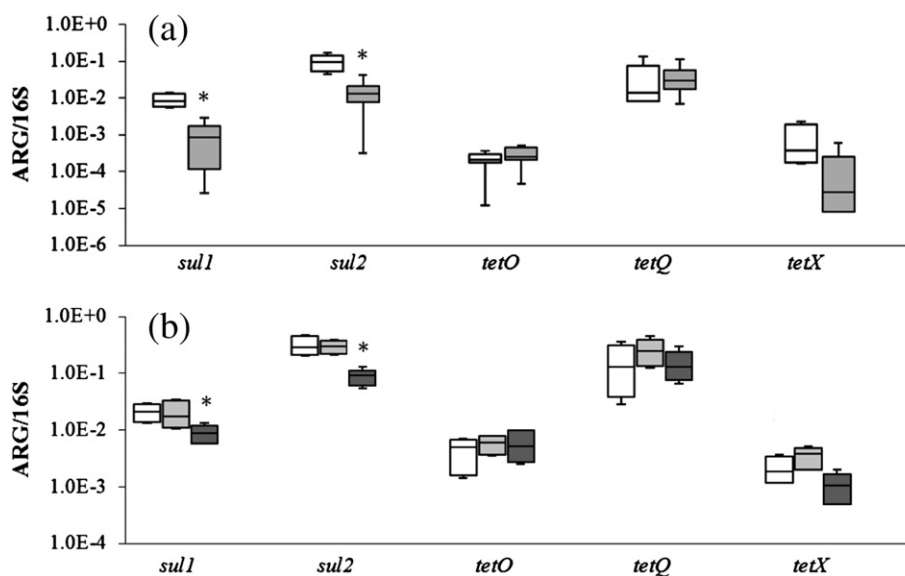 (a)
ARG/16S
1.0E+0
1.0E-1
1.0E-2
1.0E-3
1.0E-4
1.0E-5
1.0E-6
*
*
sul1 sul2 tetO tetQ tetX
(b)
ARG/16S
1.0E+0
1.0E-1
1.0E-2
1.0E-3
1.0E-4
*
*
sul1 sul2 tetO tetQ tetX